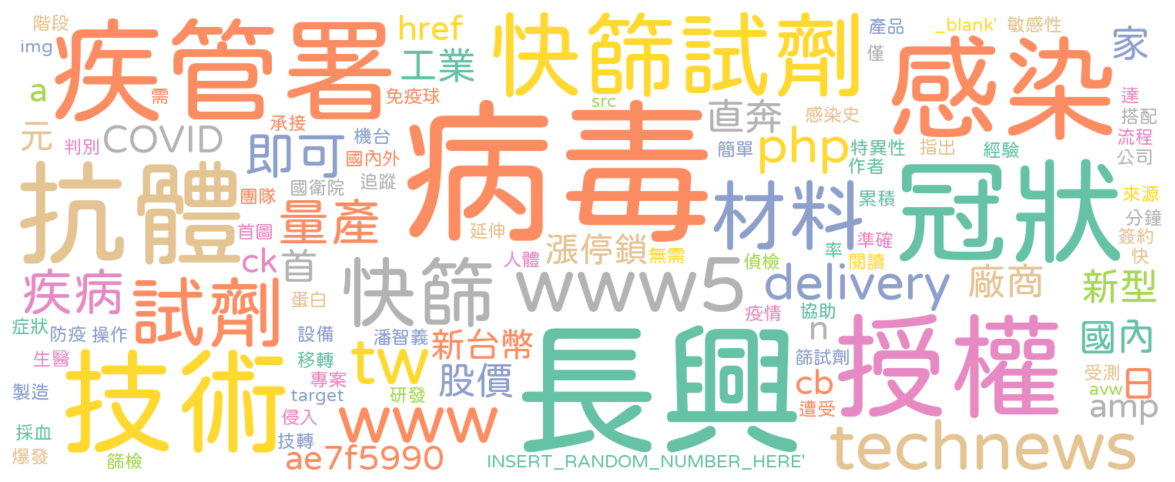 階段
img
疾管署
href
快篩試劑
產品
_blank'
敏感性
僅
家
感染
工業
a
需
免疫球
src
達
搭配
元
判別
COVID
承接
機台
即可
病毒
直奔
感染史
php
特異性
指出
流程
公司
抗體
國內外
國衛院
追蹤
簡單
作者
經驗
團隊
首圖
量產
材料
累積
冠狀
來源
分鐘
簽約
快
延伸
漲停鎖
無需
率
準確
ck
首
人體
偵檢
閱讀
疾病
試劑
蛋白
快篩
www5
delivery
廠商
新型
症狀
防疫
操作
設備
潘智義
疫情
協助
n
授權
國內
生醫
技術
移轉
tw
新台幣
長興
篩試劑
製造
專案
target
股價
研發
cb
遭受
受測
avw
日
amp
侵入
www
採血
技轉
爆發
篩檢
ae7f5990
INSERT_RANDOM_NUMBER_HERE'
technews